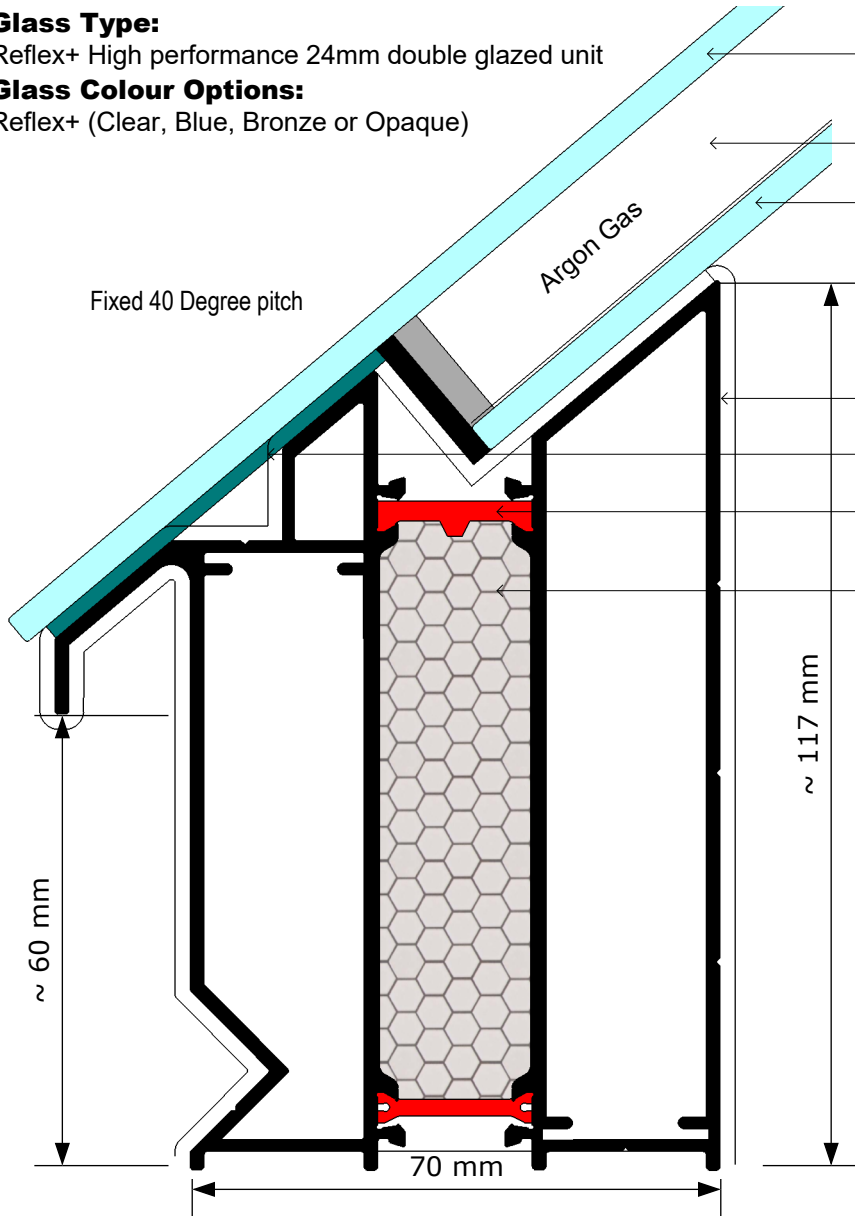 Glass Type:
Reflex+ High performance 24mm double glazed unit
Glass Colour Options:
Reflex+ (Clear, Blue, Bronze or Opaque)
Argon Gas
Fixed 40 Degree pitch
~ 117 mm
~ 60 mm
70 mm